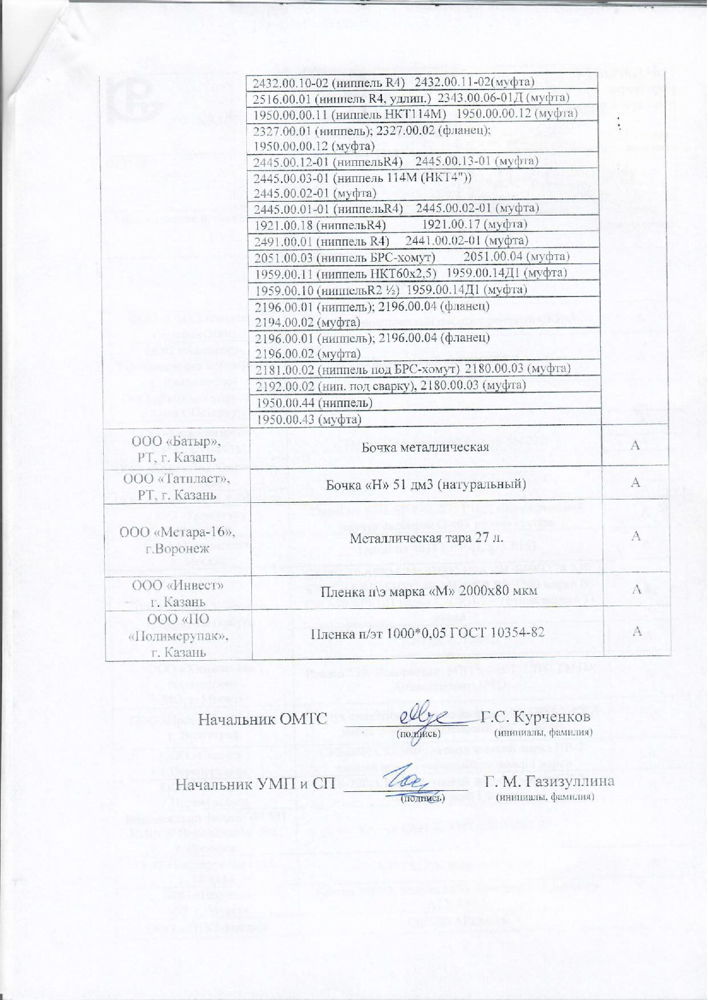 2432.00.10-02 (ниппель R4) 2432.00.11-02(муфта)
2516.00.01 (ниппель R4, удлип.) 2343.00.06-01Д (муфта)
1950.00.00.11 (ниппель НКТ114М) 1950.00.00.12 (муфта)
2327.00.01 (ниппель); 2327.00.02 (фланец);
1950.00.00.12 (муфта)
2445.00.12-01 (ниппельR4) 2445.00.13-01 (муфта)
2445.00.03-01 (ниппель 114М (НКТ4"))
2445.00.02-01 (муфта)
2445.00.01-01 (ниппельR4) 2445.00.02-01 (муфта)
1921.00.18 (ниппельR4) 1921.00.17 (муфта)
2491.00.01 (ниппель R4) 2441.00.02-01 (муфта)
2051.00.03 (ниппель БРС-хомут) 2051.00.04 (муфта)
1959.00.11 (ниппель НКТ60х2,5) 1959.00.14Д1 (муфта)
1959.00.10 (ниппельR2 ½) 1959.00.14Д1 (муфта)
2196.00.01 (ниппель); 2196.00.04 (фланец)
2194.00.02 (муфта)
2196.00.01 (ниппель); 2196.00.04 (фланец)
2196.00.02 (муфта)
2181.00.02 (ниппель под БРС-хомут) 2180.00.03 (муфта)
2192.00.02 (нип. под сварку), 2180.00.03 (муфта)
1950.00.44 (ниппель)
1950.00.43 (муфта)
ООО «Батыр»,
РТ, г. Казань
Бочка металлическая
А
ООО «Татпласт»,
РТ, г. Казань
Бочка «Н» 51 дм3 (натуральный)
А
ООО «Метара-16»,
г.Воронеж
Металлическая тара 27 л.
А
ООО «Инвест»
г. Казань
Пленка п\э марка «М» 2000х80 мкм
А
ООО «ПО
«Полимерупак»,
г. Казань
Пленка п/эт 1000*0,05 ГОСТ 10354-82
А
Начальник ОМТС Г.С. Курченков
(подпись) (инициалы, фамилия)
Начальник УМП и СП Г. М. Газизуллина
(подпись) (инициалы, фамилия)